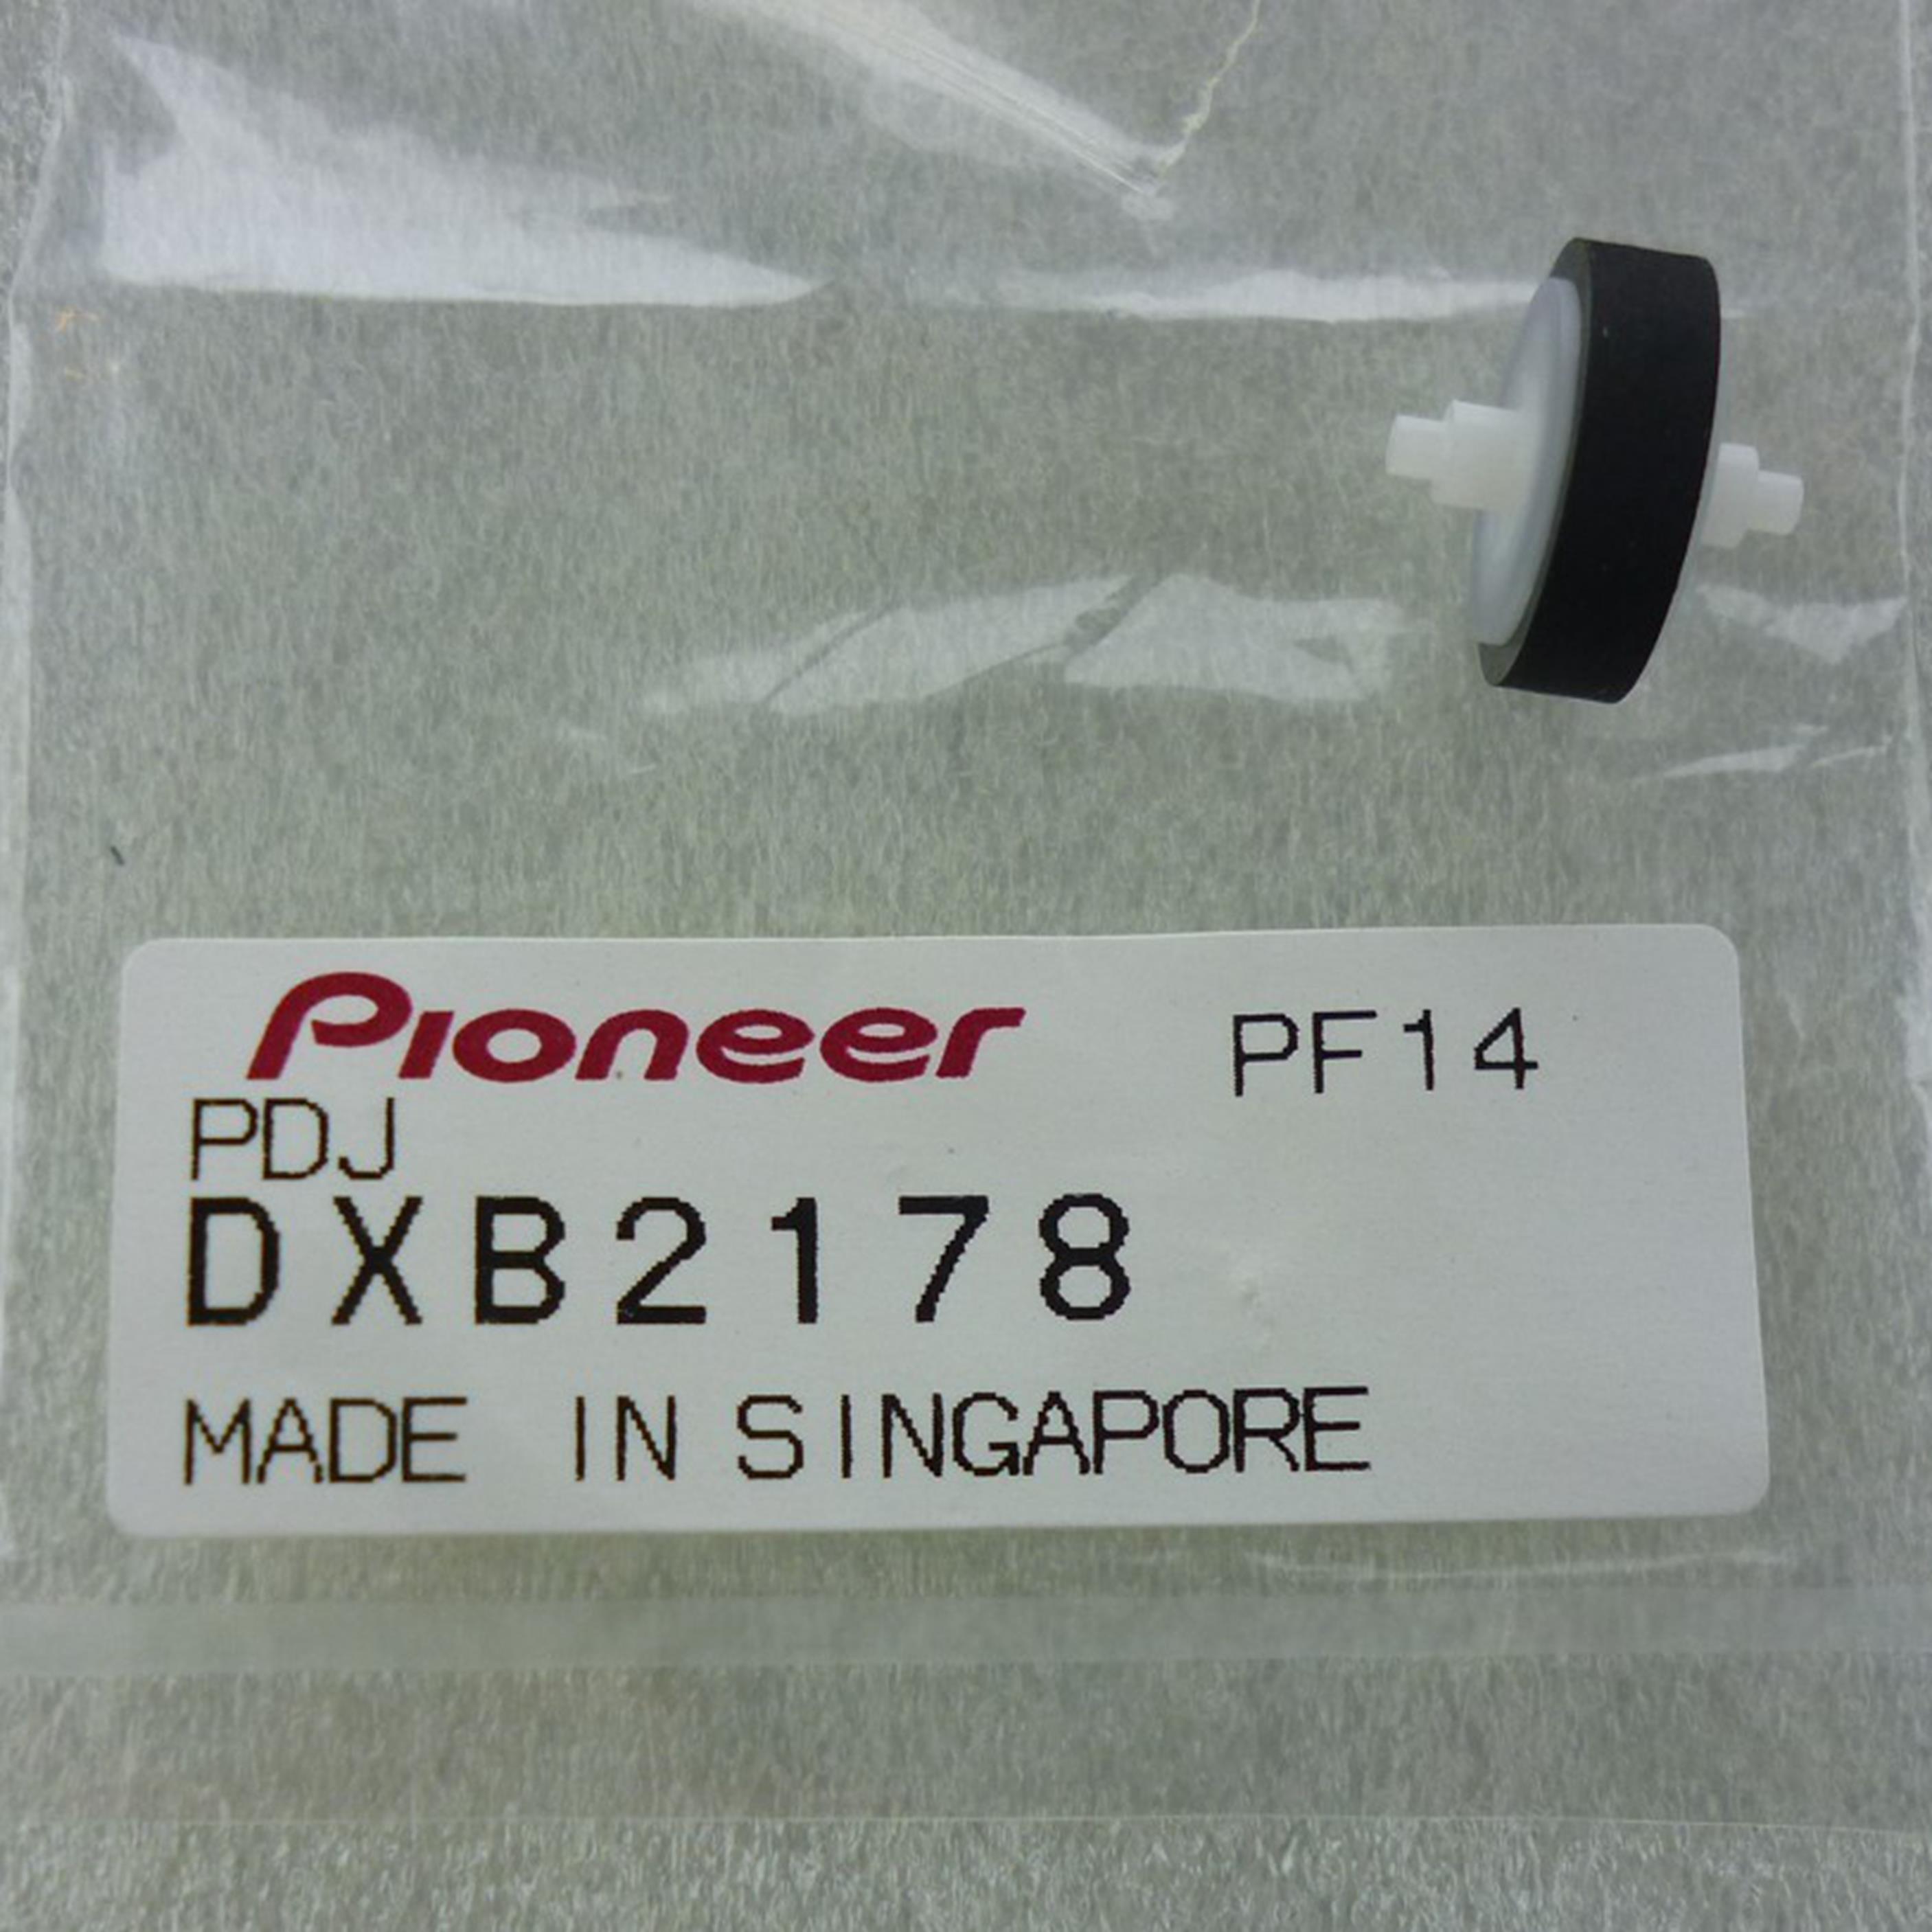 Pioneer PF14
PDJ
DXB2178
MADE IN SINGAPORE